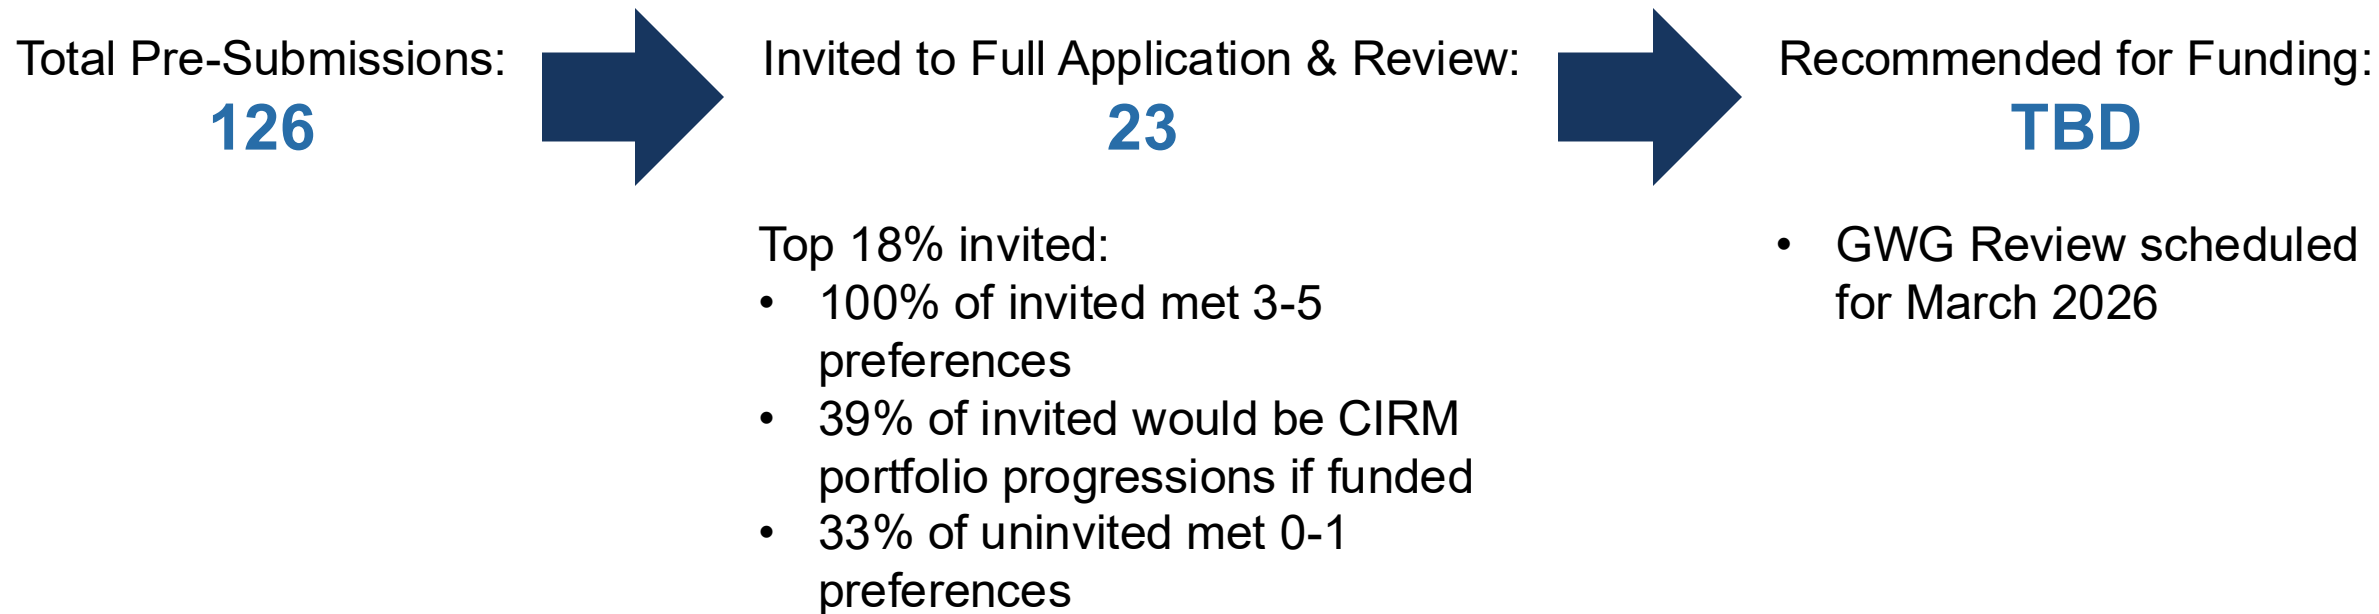 Total Pre-Submissions:
126
Invited to Full Application & Review:
23
Top 18% invited:
• 100% of invited met 3-5
preferences
• 39% of invited would be CIRM
portfolio progressions if funded
• 33% of uninvited met 0-1
preferences
Recommended for Funding:
TBD
• GWG Review scheduled
for March 2026